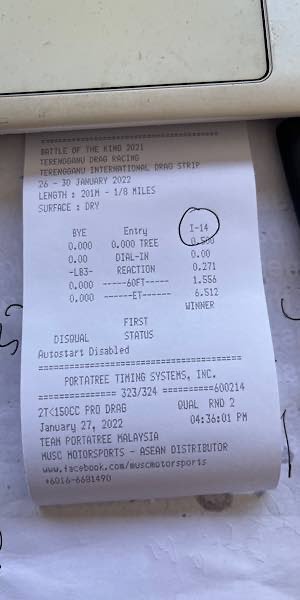 BATTLE OF THE KING 2021
TERENGGANU DRAG RACING
TERENGGANU INTERNATIONAL DRAG STRIP
26 - 30 JANUARY 2022
LENGTH : 201M - 1/8 MILES
SURFACE : DRY
BYE Entry I-14
0.000 0.000 TREE 0.500
0.00 DIAL-IN 0.00
-LB3- REACTION 0.271
0.000 -----60FT----- 1.556
0.000 ------ET------ 6.512
WINNER
FIRST
DISQUAL STATUS
Autostart Disabled
========================================
PORTATREE TIMING SYSTEMS, INC.
=============== 323/324 ==========600214
2T<150CC PRO DRAG QUAL RND 2
January 27, 2022 04:36:01 PM
TEAM PORTATREE MALAYSIA
MUSC MOTORSPORTS - ASEAN DISTRIBUTOR
www.facebook.com/muscmotorsports
+6016-6681490